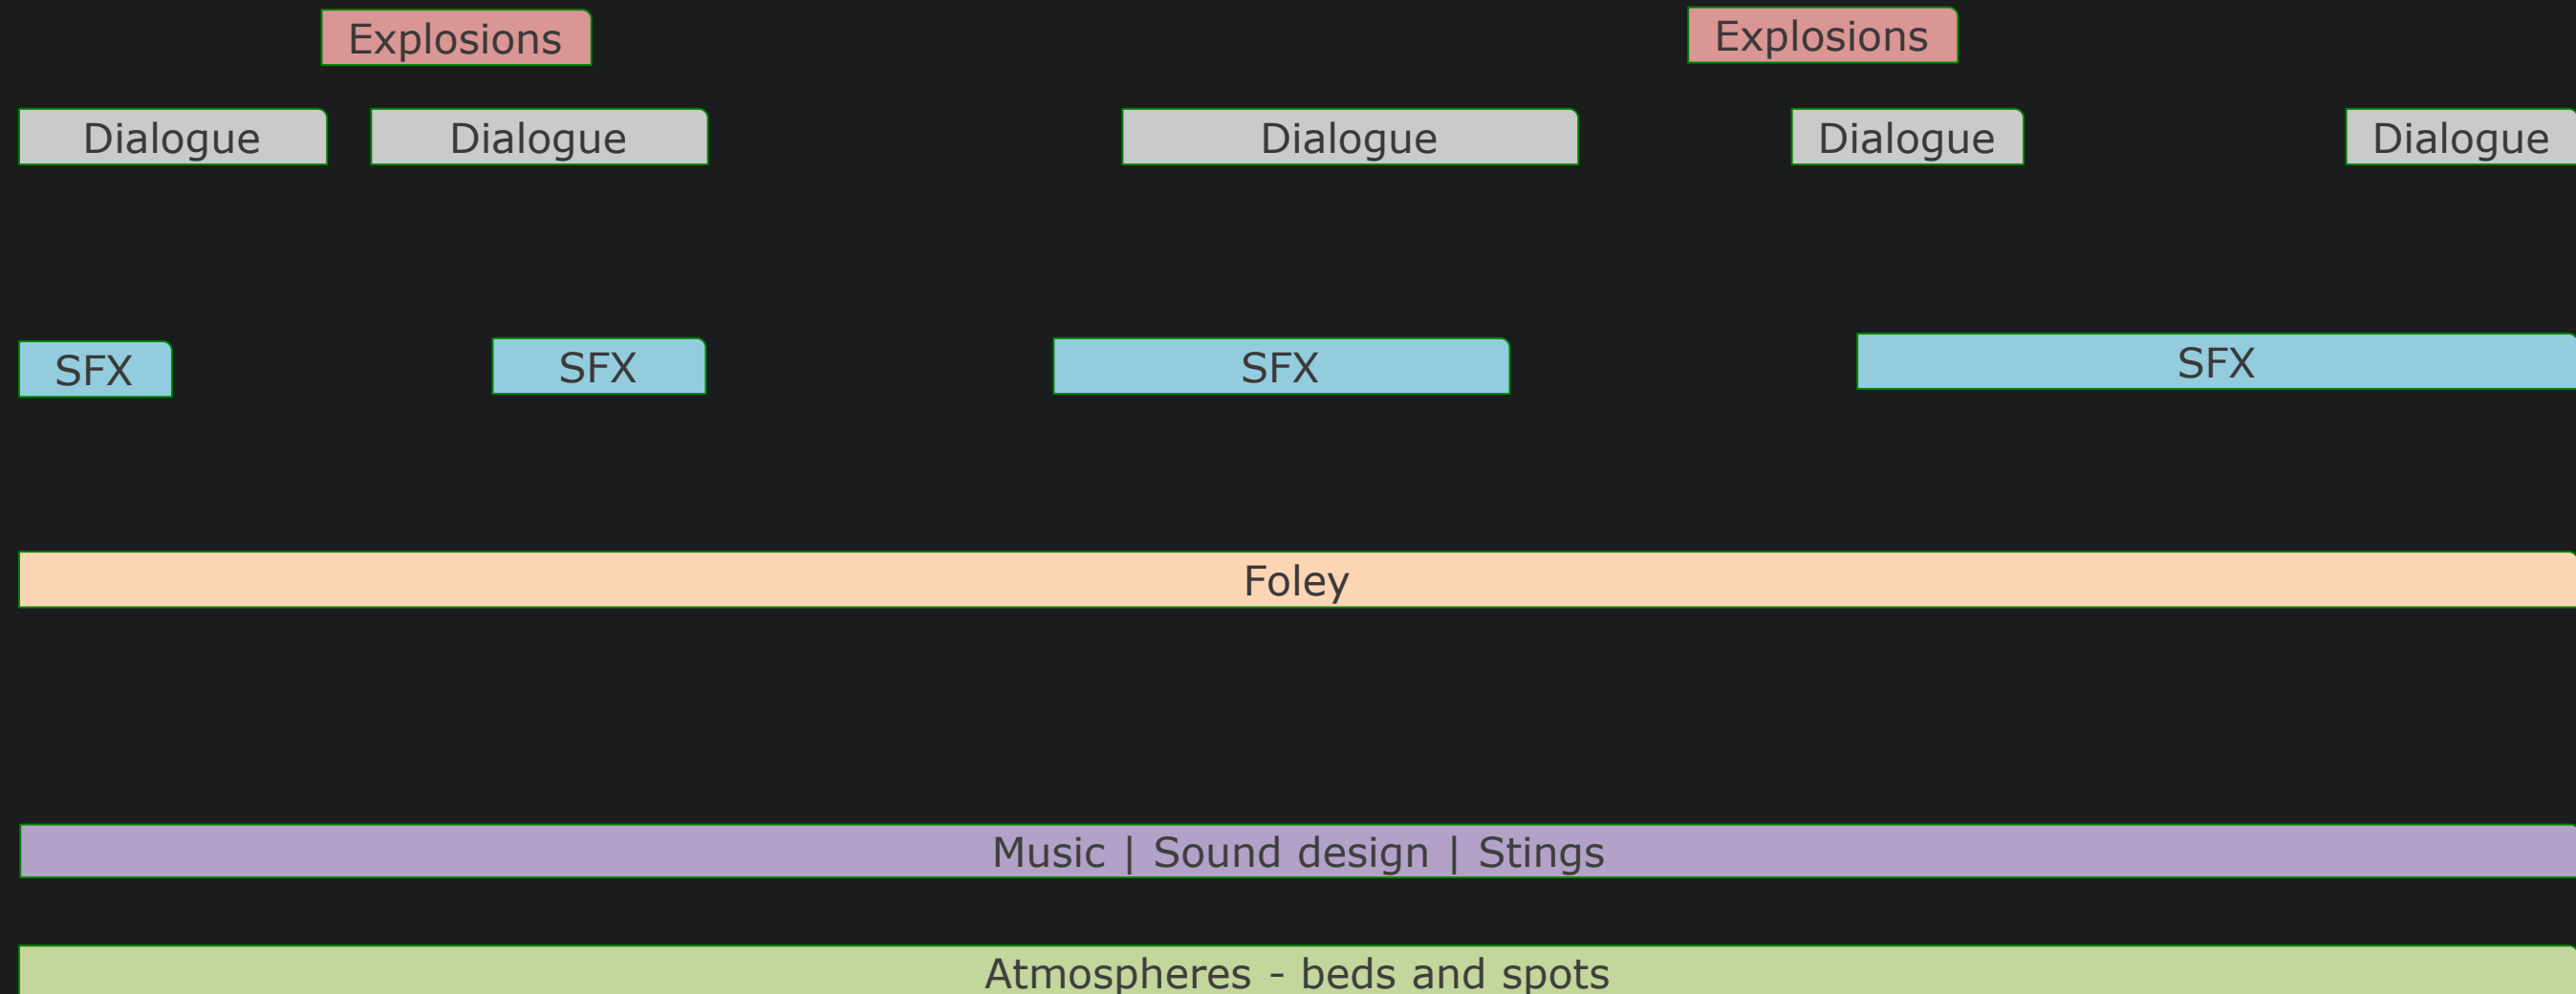 Explosions Explosions
Dialogue Dialogue Dialogue Dialogue Dialogue
SFX SFX SFX SFX
Foley
Music | Sound design | Stings
Atmospheres - beds and spots